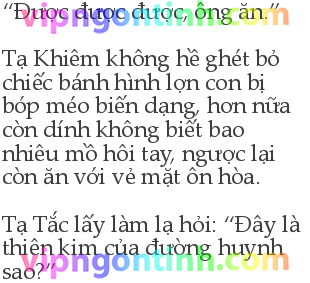 “Được được được, ông ăn.”
vipngontinh.com
Tạ Khiêm không hề ghét bỏ
chiếc bánh hình lợn con bị
bóp méo biến dạng, hơn nữa
còn dính không biết bao
nhiêu mồ hôi tay, ngược lại
còn ăn với vẻ mặt ôn hòa.
Tạ Tắc lấy làm lạ hỏi: “Đây là
thiên kim của đường huynh
vipngontinh.com
sao?”